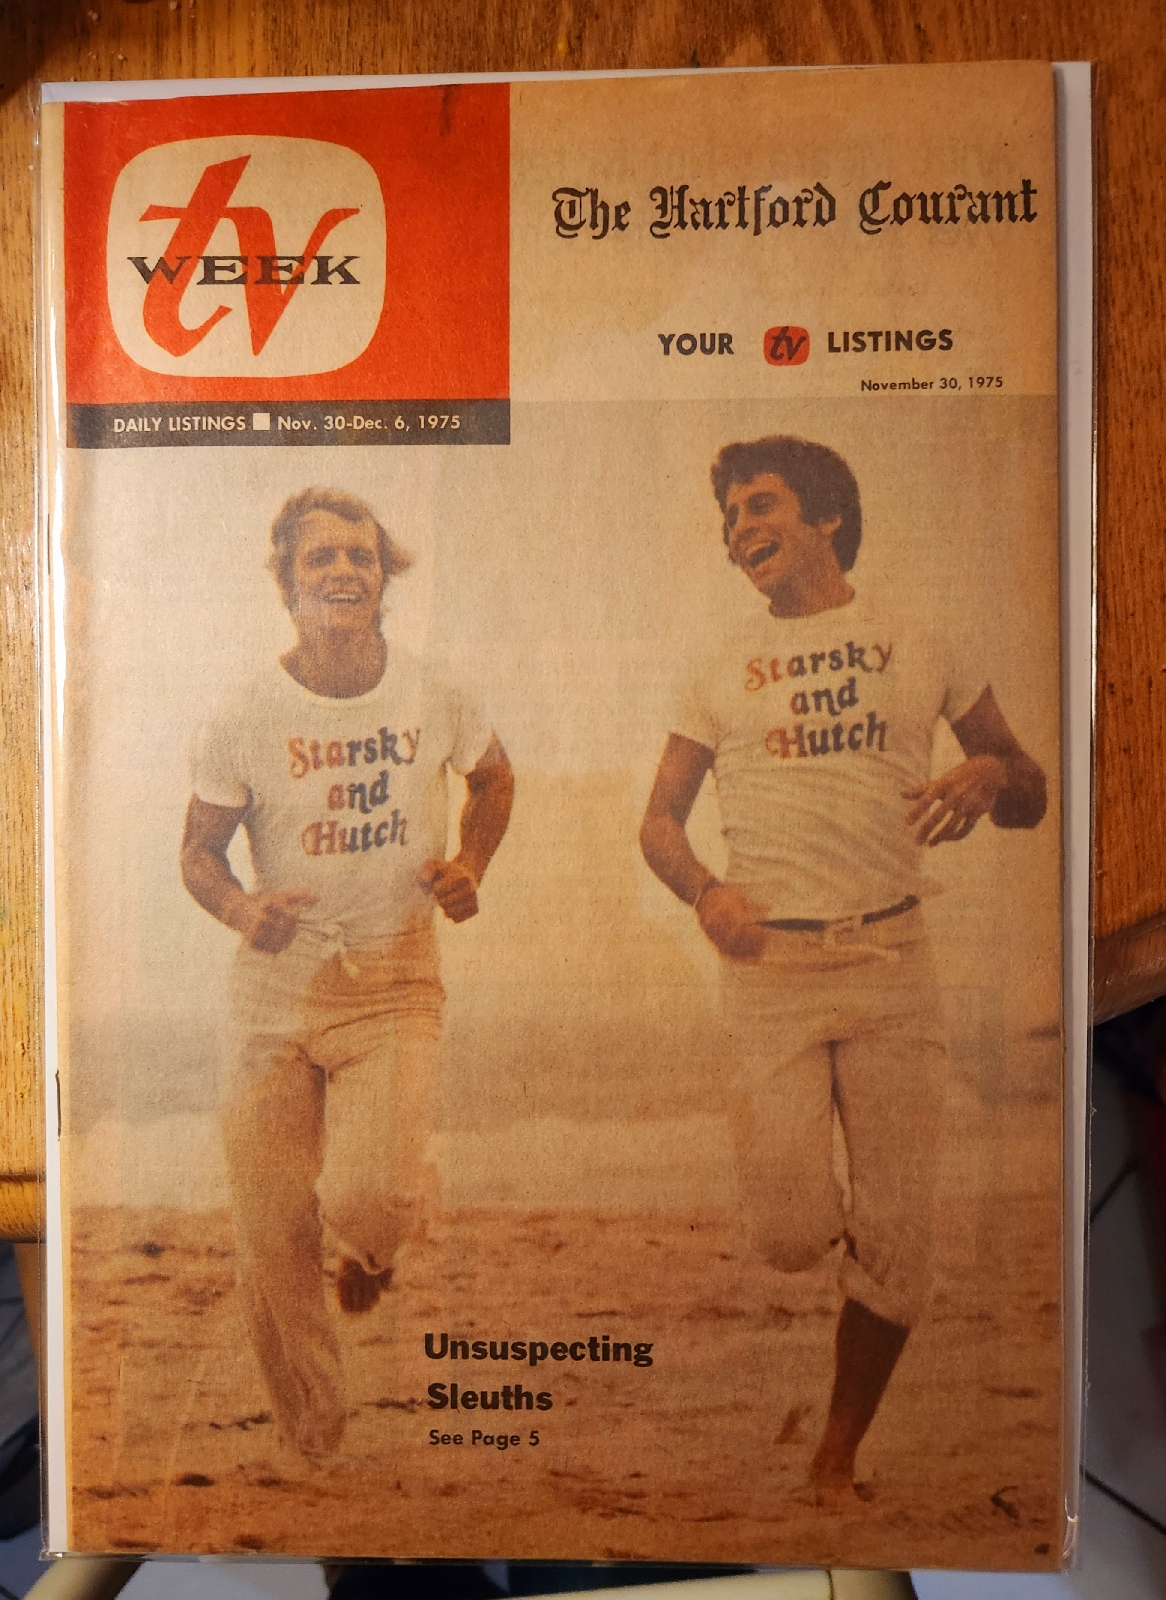 tv
WEEK
The Hartford Courant
YOUR tv LISTINGS
November 30, 1975
DAILY LISTINGS ■ Nov. 30-Dec. 6, 1975
Starsky
and
Hutch
Starsky
and
Hutch
Unsuspecting
Sleuths
See Page 5